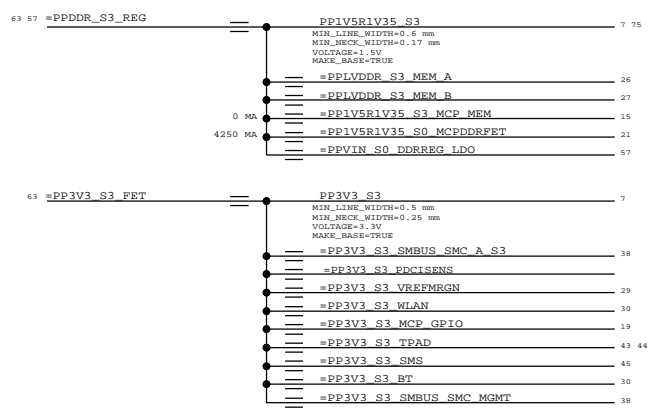 63 57 =PPDDR_S3_REG PP1V5R1V35_S3 7 75
MIN_LINE_WIDTH=0.6 mm
MIN_NECK_WIDTH=0.17 mm
VOLTAGE=1.5V
MAKE_BASE=TRUE
=PPLVDDR_S3_MEM_A 26
=PPLVDDR_S3_MEM_B 27
0 MA =PP1V5R1V35_S3_MCP_MEM 15
4250 MA =PP1V5R1V35_S0_MCPDDRFET 21
=PPVIN_S0_DDRREG_LDO 57
63 =PP3V3_S3_FET PP3V3_S3 7
MIN_LINE_WIDTH=0.5 mm
MIN_NECK_WIDTH=0.25 mm
VOLTAGE=3.3V
MAKE_BASE=TRUE
=PP3V3_S3_SMBUS_SMC_A_S3 38
=PP3V3_S3_PDCISENS
=PP3V3_S3_VREFMRGN 29
=PP3V3_S3_WLAN 30
=PP3V3_S3_MCP_GPIO 19
=PP3V3_S3_TPAD 43 44
=PP3V3_S3_SMS 45
=PP3V3_S3_BT 30
=PP3V3_S3_SMBUS_SMC_MGMT 38